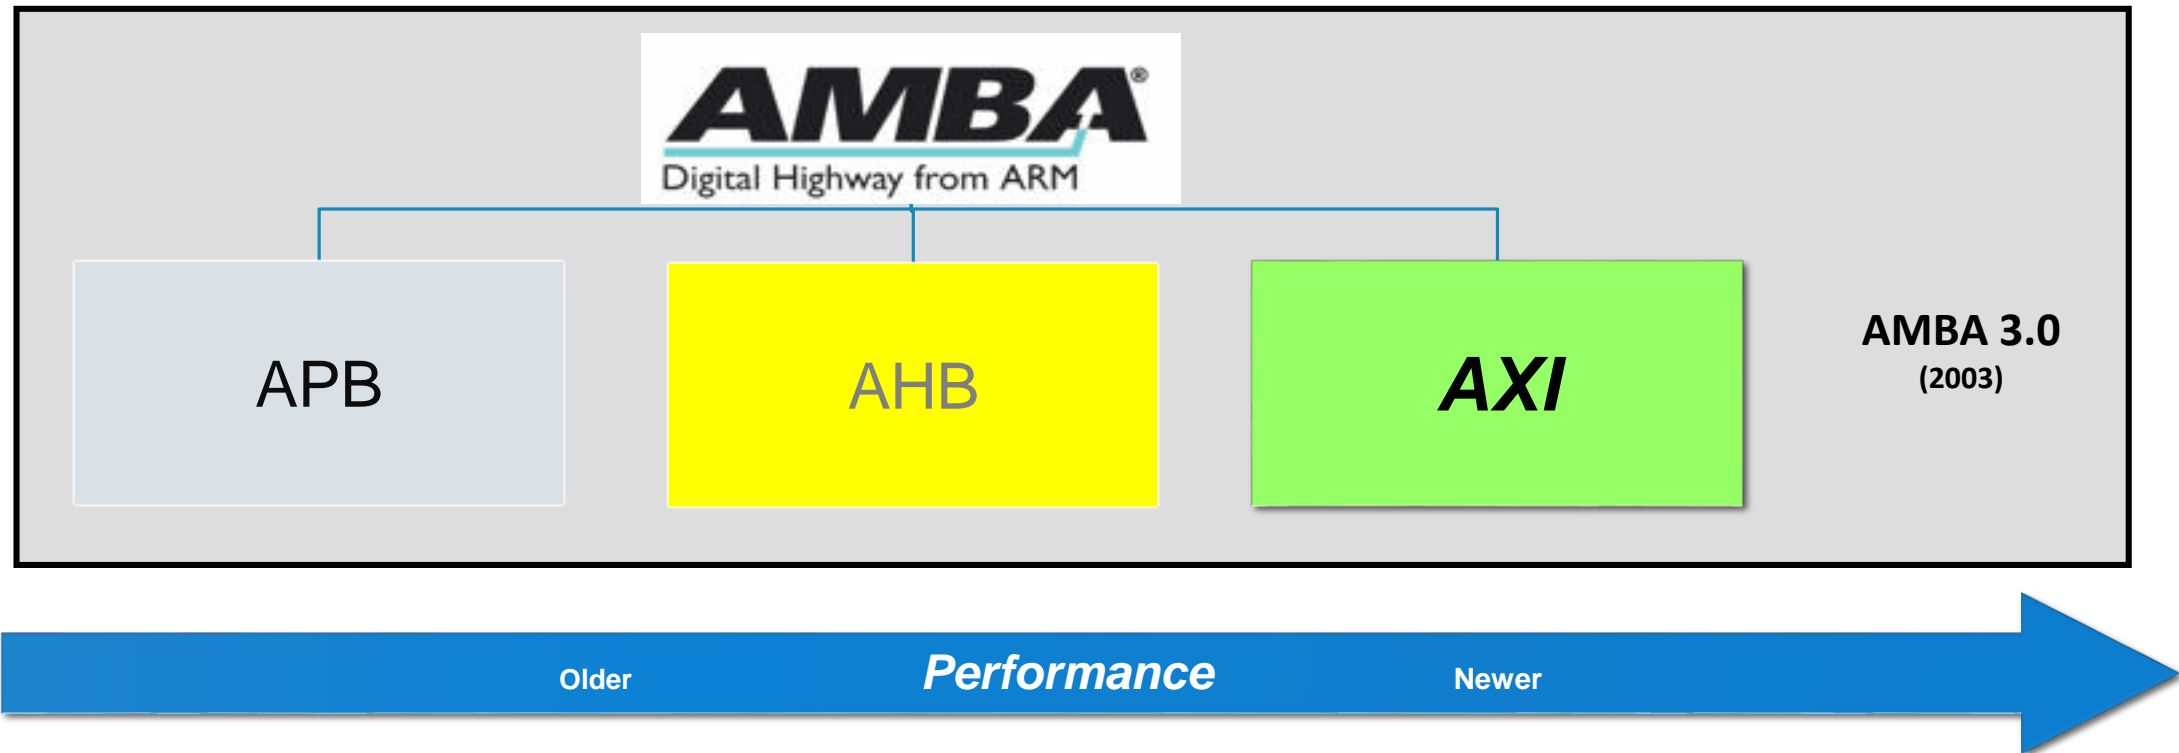 AMBA®
Digital Highway from ARM
APB
AHB
AXI
AMBA 3.0
(2003)
Older
Performance
Newer